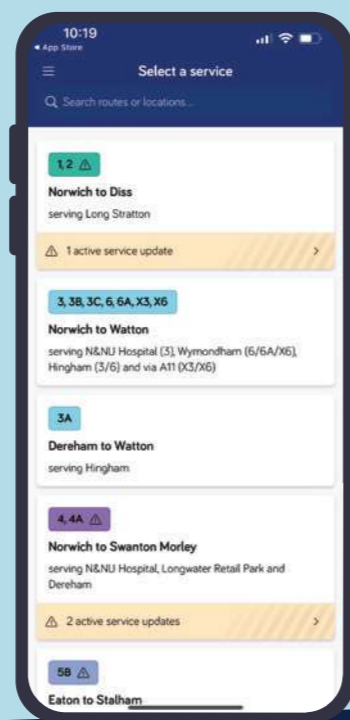 10:19
App Store
Select a service
Search routes or locations...
1, 2
Norwich to Diss
serving Long Stratton
1 active service update
3, 3B, 3C, 6, 6A, X3, X6
Norwich to Watton
serving N&NU Hospital (3), Wymondham (6/6A/X6),
Hingham (3/6) and via A11 (X3/X6)
3A
Dereham to Watton
serving Hingham
4, 4A
Norwich to Swanton Morley
serving N&NU Hospital, Longwater Retail Park and
Dereham
2 active service updates
5B
Eaton to Stalham